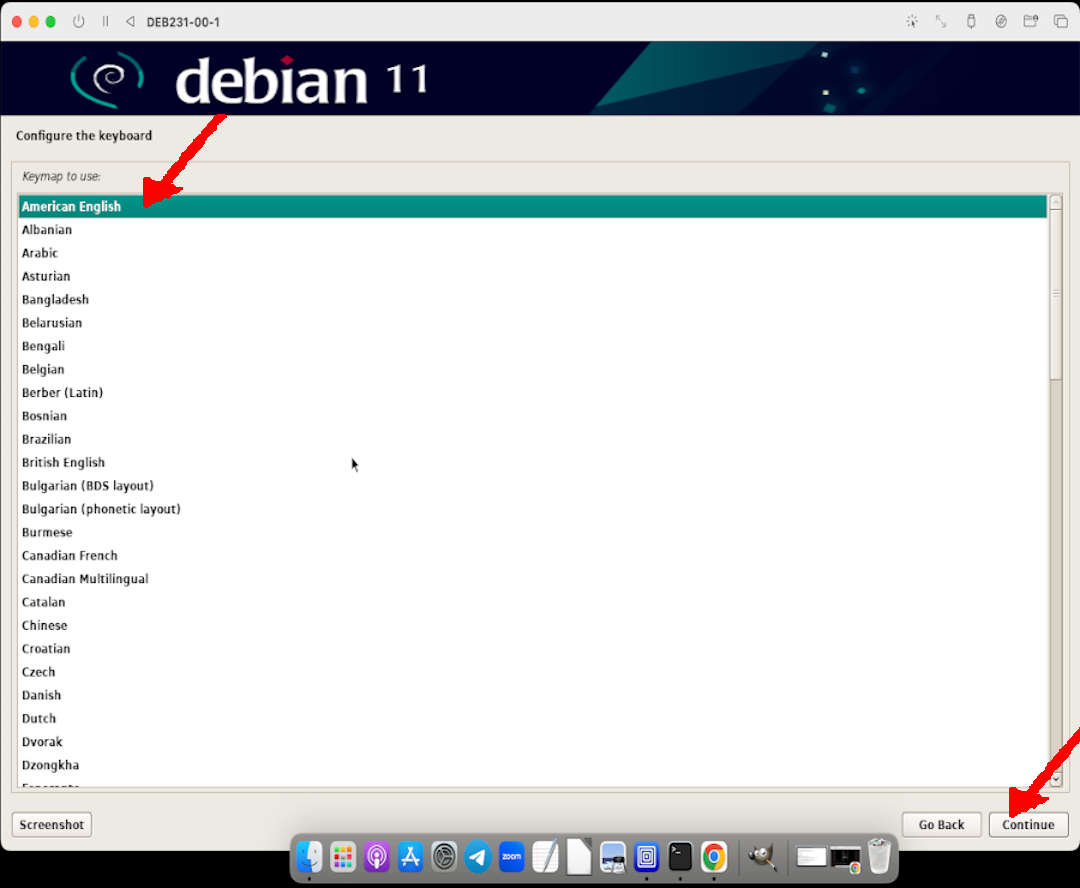 DEB231-00-1
debian 11
Configure the keyboard
Keymap to use:
American English
Albanian
Arabic
Asturian
Bangladesh
Belarusian
Bengali
Belgian
Berber (Latin)
Bosnian
Brazilian
British English
Bulgarian (BDS layout)
Bulgarian (phonetic layout)
Burmese
Canadian French
Canadian Multilingual
Catalan
Chinese
Croatian
Czech
Danish
Dutch
Dvorak
Dzongkha
Screenshot
Go Back
Continue
zoom